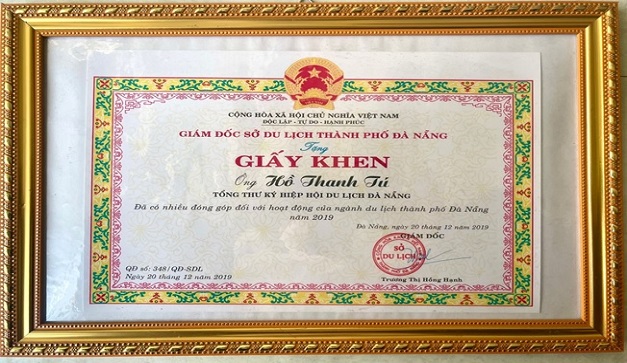 CỘNG HÒA XÃ HỘI CHỦ NGHĨA VIỆT NAM
ĐỘC LẬP - TỰ DO - HẠNH PHÚC
GIÁM ĐỐC SỞ DU LỊCH THÀNH PHỐ ĐÀ NẴNG
Tặng
GIẤY KHEN
Ông Hồ Thanh Tú
TỔNG THƯ KÝ HIỆP HỘI DU LỊCH ĐÀ NẴNG
Đã có nhiều đóng góp đối với hoạt động của ngành du lịch thành phố Đà Nẵng
năm 2019
Đà Nẵng, ngày 20 tháng 12 năm 2019
GIÁM ĐỐC
SỞ
DU LỊCH
QĐ số: 348/QĐ-SDL
Ngày 20 tháng 12 năm 2019
Trương Thị Hồng Hạnh